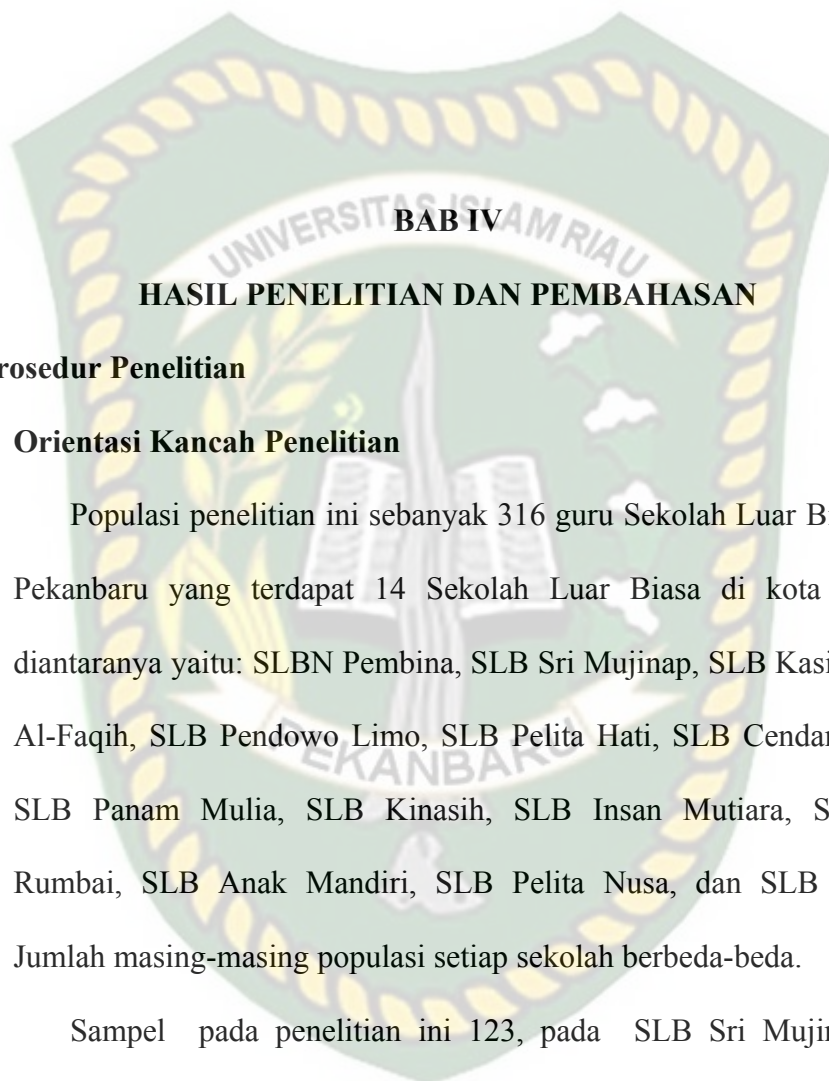 UNIVERSITAS ISLAM RIAU
BAB IV
HASIL PENELITIAN DAN PEMBAHASAN
rosedur Penelitian
Orientasi Kancah Penelitian
Populasi penelitian ini sebanyak 316 guru Sekolah Luar Bi
Pekanbaru yang terdapat 14 Sekolah Luar Biasa di kota
diantaranya yaitu: SLBN Pembina, SLB Sri Mujinap, SLB Kasi
Al-Faqih, SLB Pendowo Limo, SLB Pelita Hati, SLB Cendan
PEKANBARU
SLB Panam Mulia, SLB Kinasih, SLB Insan Mutiara, S
Rumbai, SLB Anak Mandiri, SLB Pelita Nusa, dan SLB
Jumlah masing-masing populasi setiap sekolah berbeda-beda.
Sampel pada penelitian ini 123, pada SLB Sri Mujin